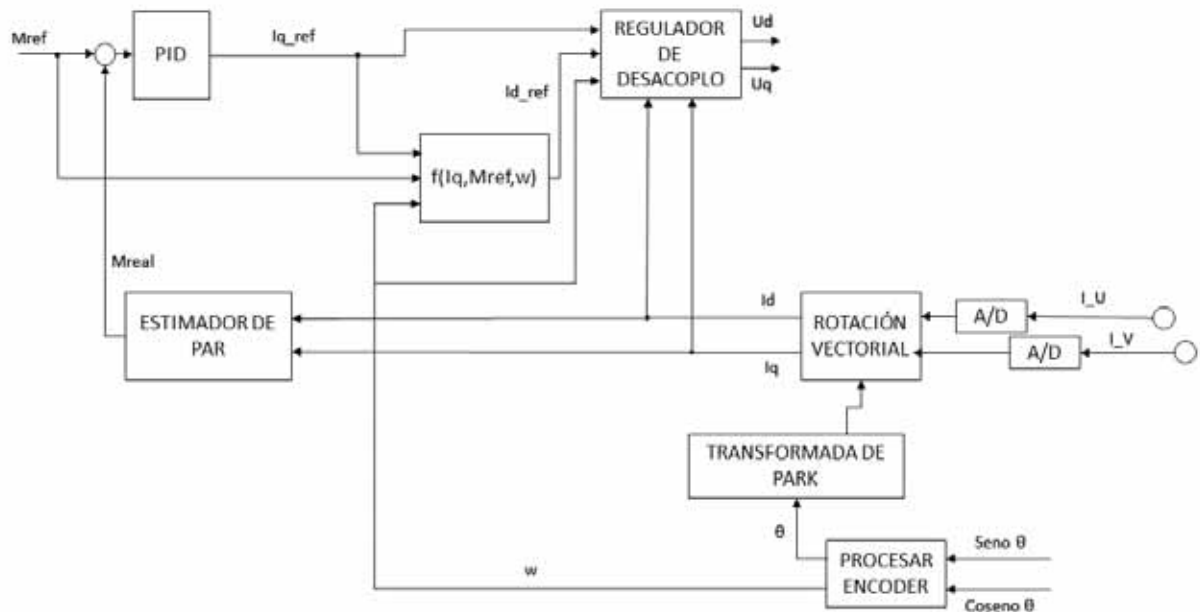 Mref
PID
Iq_ref
REGULADOR
DE
DESACOPLO
Ud
Uq
Id_ref
f(Iq,Mref,w)
Mreal
ESTIMADOR DE
PAR
Id
Iq
ROTACIÓN
VECTORIAL
A/D
I_U
A/D
I_V
TRANSFORMADA DE
PARK
θ
PROCESAR
ENCODER
Seno θ
Coseno θ
w